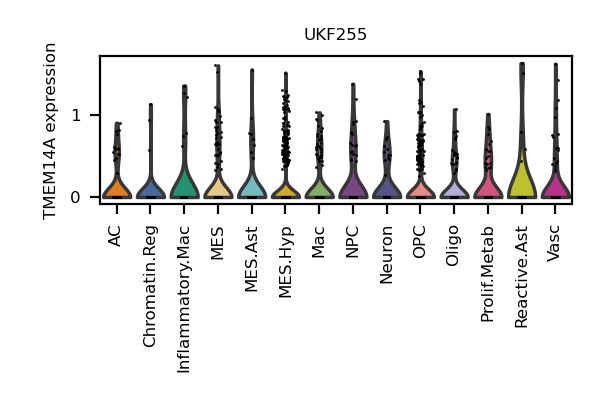 UKF255
TMEM14A expression
1
0
AC
Chromatin.Reg
Inflammatory.Mac
MES
MES.Ast
MES.Hyp
Mac
NPC
Neuron
OPC
Oligo
Prolif.Metab
Reactive.Ast
Vasc